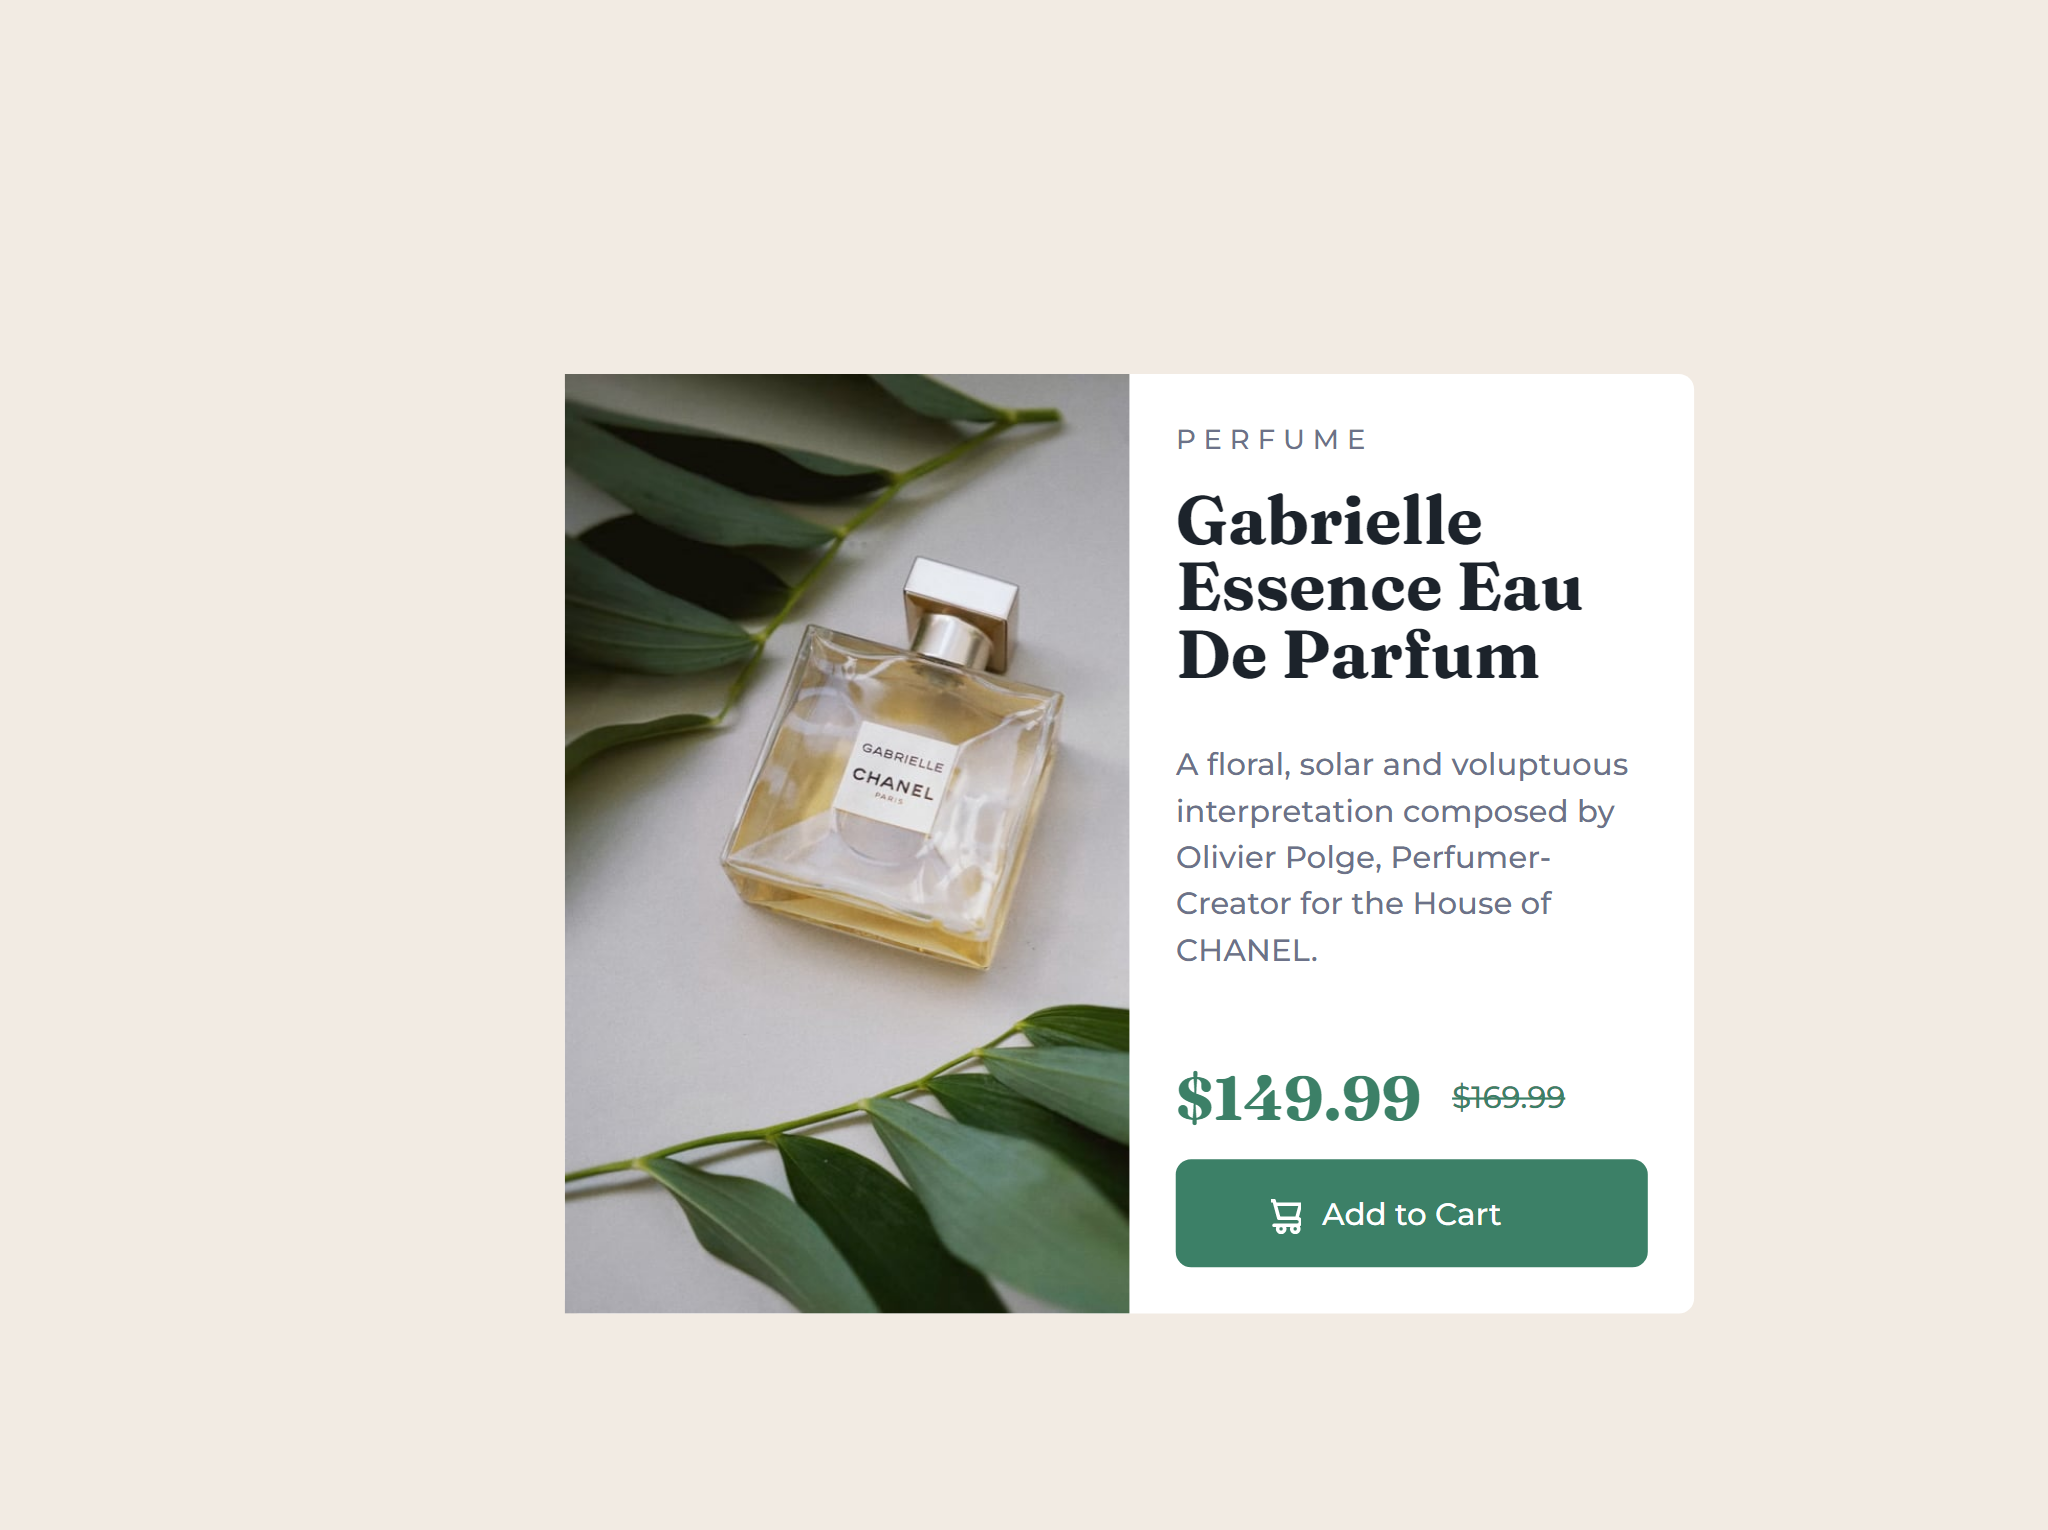 PERFUME
Gabrielle
Essence Eau
De Parfum
A floral, solar and voluptuous
interpretation composed by
Olivier Polge, Perfumer-
Creator for the House of
CHANEL.
$149.99 $169.99
Add to Cart
GABRIELLE
CHANEL
PARIS